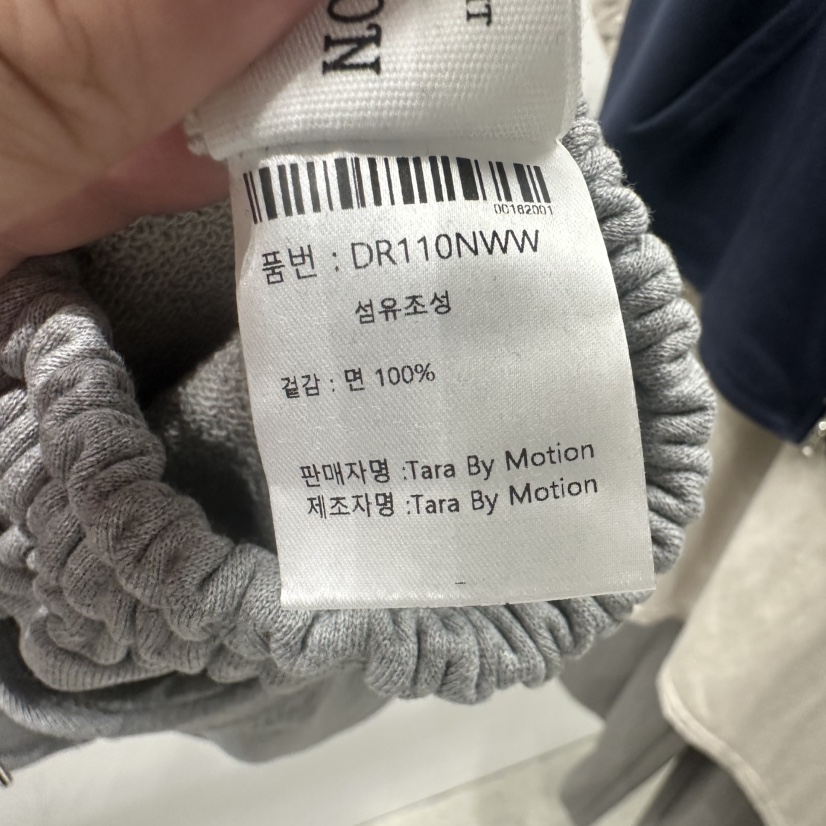 00182001
품번 : DR110NWW
섬유조성
겉감 : 면 100%
판매자명 :Tara By Motion
제조자명 :Tara By Motion